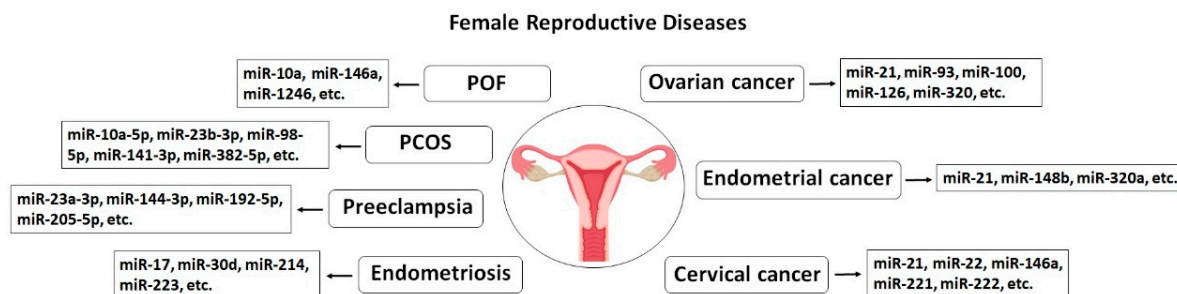 Female Reproductive Diseases
miR-10a, miR-146a,
miR-1246, etc.
POF
miR-10a-5p, miR-23b-3p, miR-98-
5p, miR-141-3p, miR-382-5p, etc.
PCOS
miR-23a-3p, miR-144-3p, miR-192-5p,
miR-205-5p, etc.
Preeclampsia
miR-17, miR-30d, miR-214,
miR-223, etc.
Endometriosis
Ovarian cancer
miR-21, miR-93, miR-100,
miR-126, miR-320, etc.
Endometrial cancer
miR-21, miR-148b, miR-320a, etc.
Cervical cancer
miR-21, miR-22, miR-146a,
miR-221, miR-222, etc.